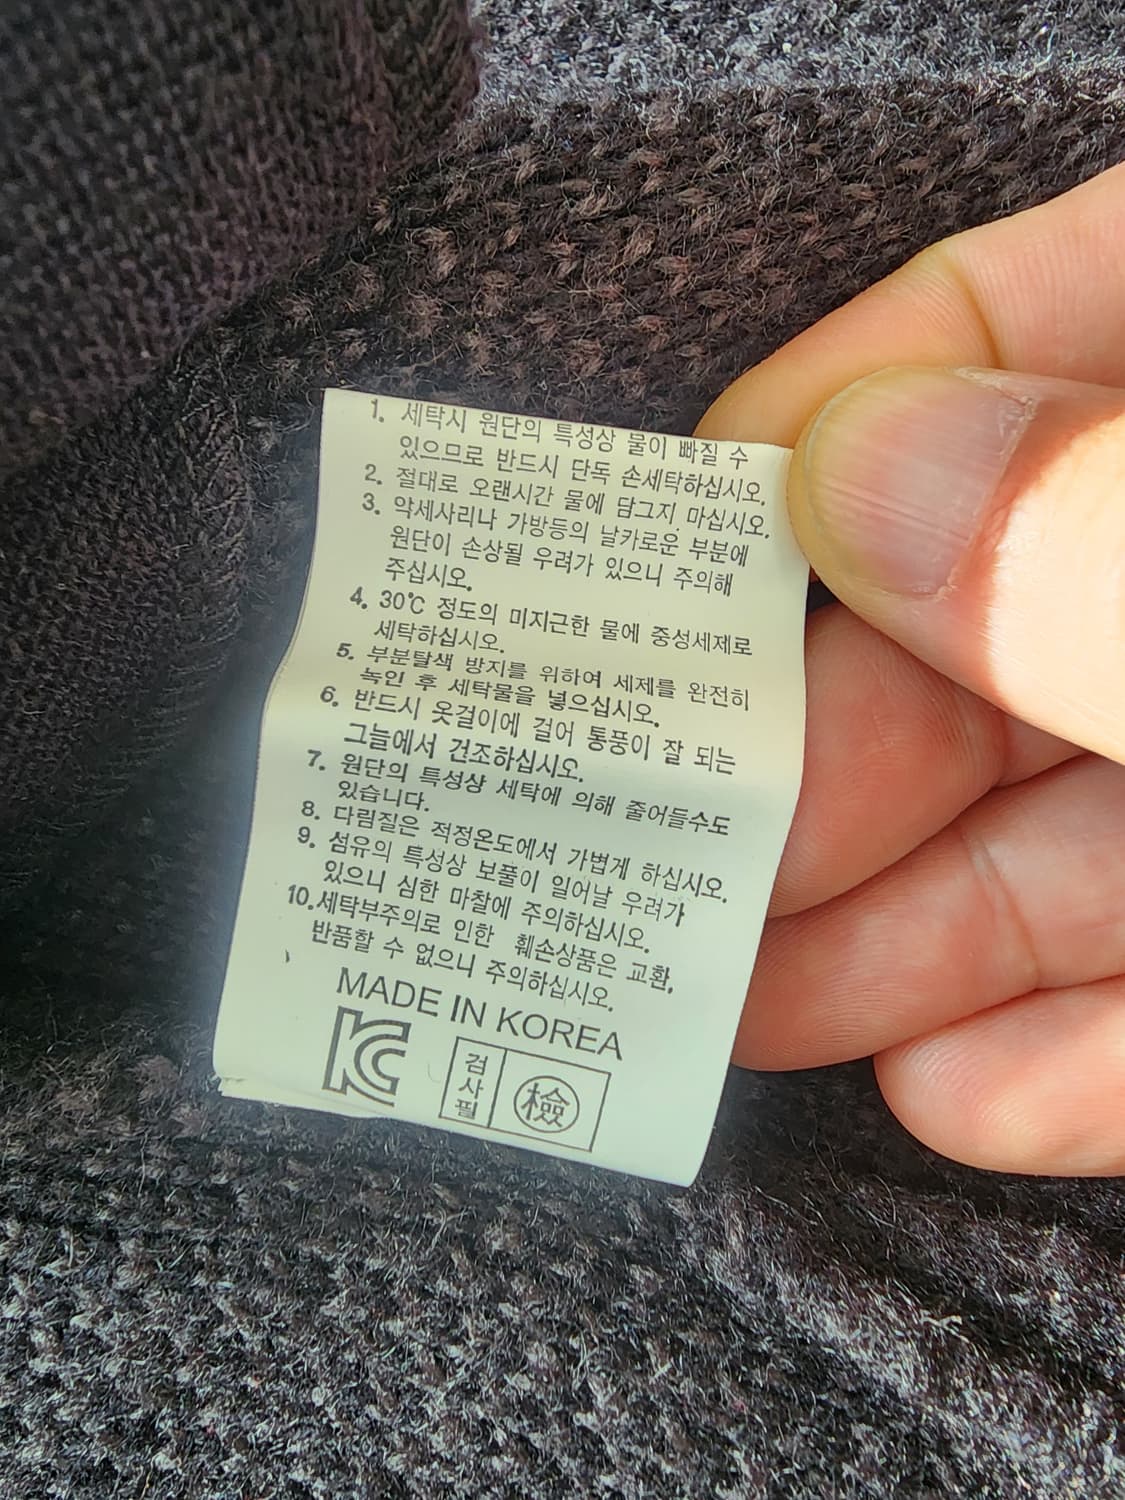 1. 세탁시 원단의 특성상 물이 빠질 수
있으므로 반드시 단독 손세탁하십시오.
2. 절대로 오랜시간 물에 담그지 마십시오.
3. 악세사리나 가방등의 날카로운 부분에
원단이 손상될 우려가 있으니 주의해
주십시오.
4. 30℃ 정도의 미지근한 물에 중성세제로
세탁하십시오.
5. 부분탈색 방지를 위하여 세제를 완전히
녹인 후 세탁물을 넣으십시오.
6. 반드시 옷걸이에 걸어 통풍이 잘 되는
그늘에서 건조하십시오.
7. 원단의 특성상 세탁에 의해 줄어들수도
있습니다.
8. 다림질은 적정온도에서 가볍게 하십시오.
9. 섬유의 특성상 보풀이 일어날 우려가
있으니 심한 마찰에 주의하십시오.
10.세탁부주의로 인한 훼손상품은 교환,
반품할 수 없으니 주의하십시오.
MADE IN KOREA
KC
검사필
檢